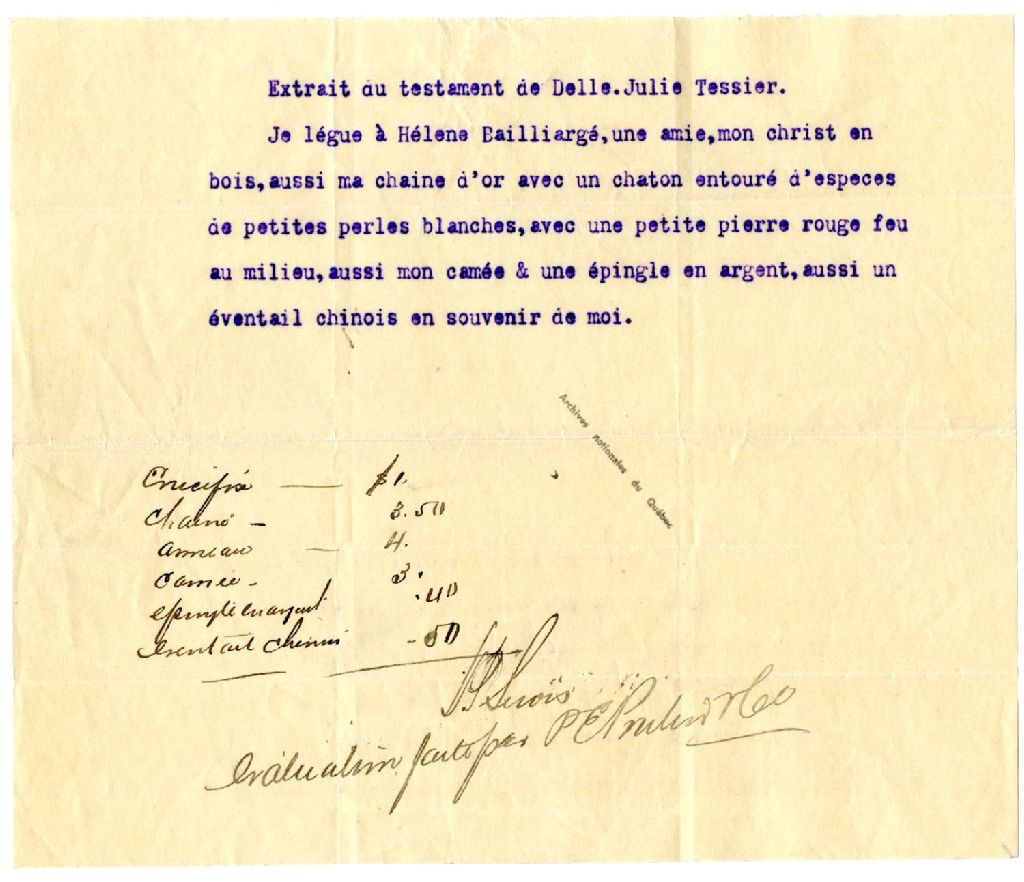 Extrait du testament de Delle.Julie Tessier.
Je légue à Hélene Bailliargé,une amie,mon christ en
bois,aussi ma chaine d'or avec un chaton entouré d'especes
de petites perles blanches,avec une petite pierre rouge feu
au milieu,aussi mon camée & une épingle en argent,aussi un
éventail chinois en souvenir de moi.
Archives nationales du Québec
Crucifix — $1.
Chaine — 3.50
anneau — 4.
Camée - 3.
epingle en argent .40
eventail chinois - 50
evaluation faite par P E &Co